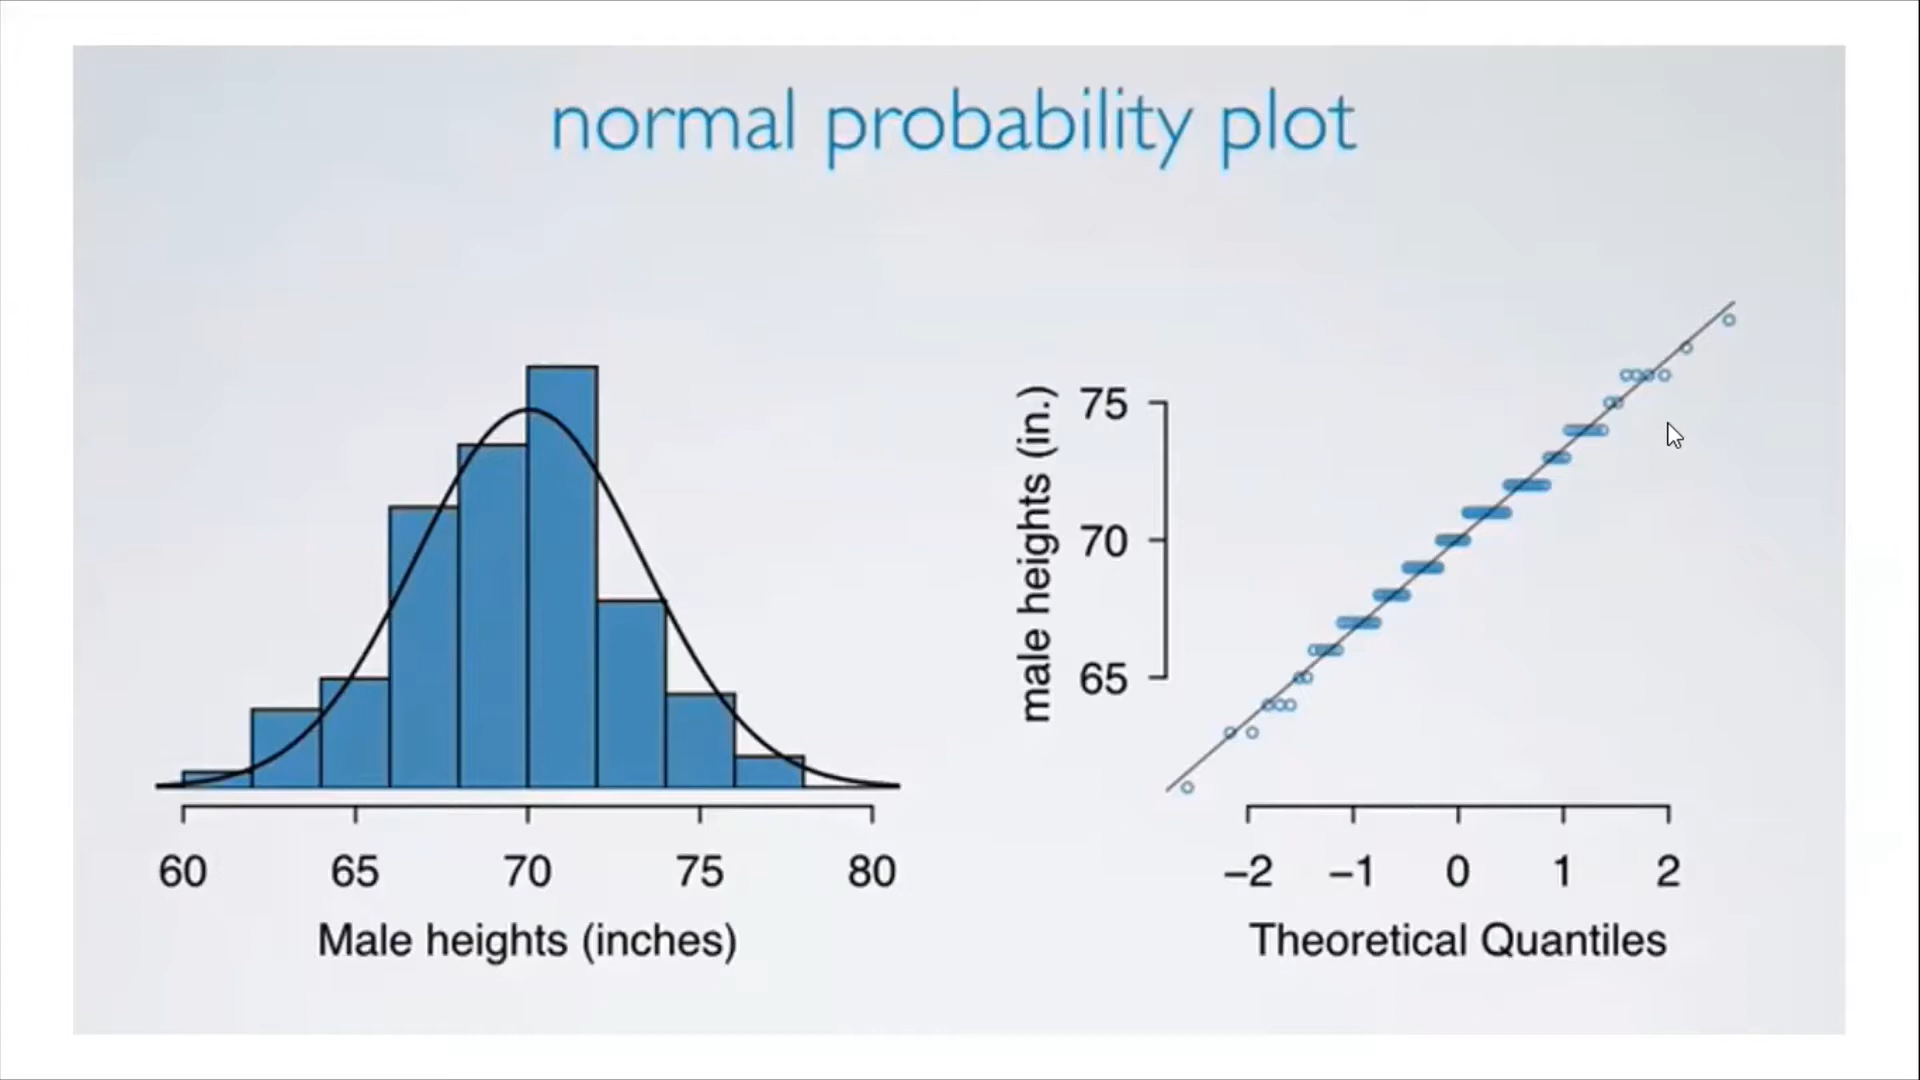 normal probability plot
60 65 70 75 80
Male heights (inches)
male heights (in.)
75
70
65
−2 −1 0 1 2
Theoretical Quantiles